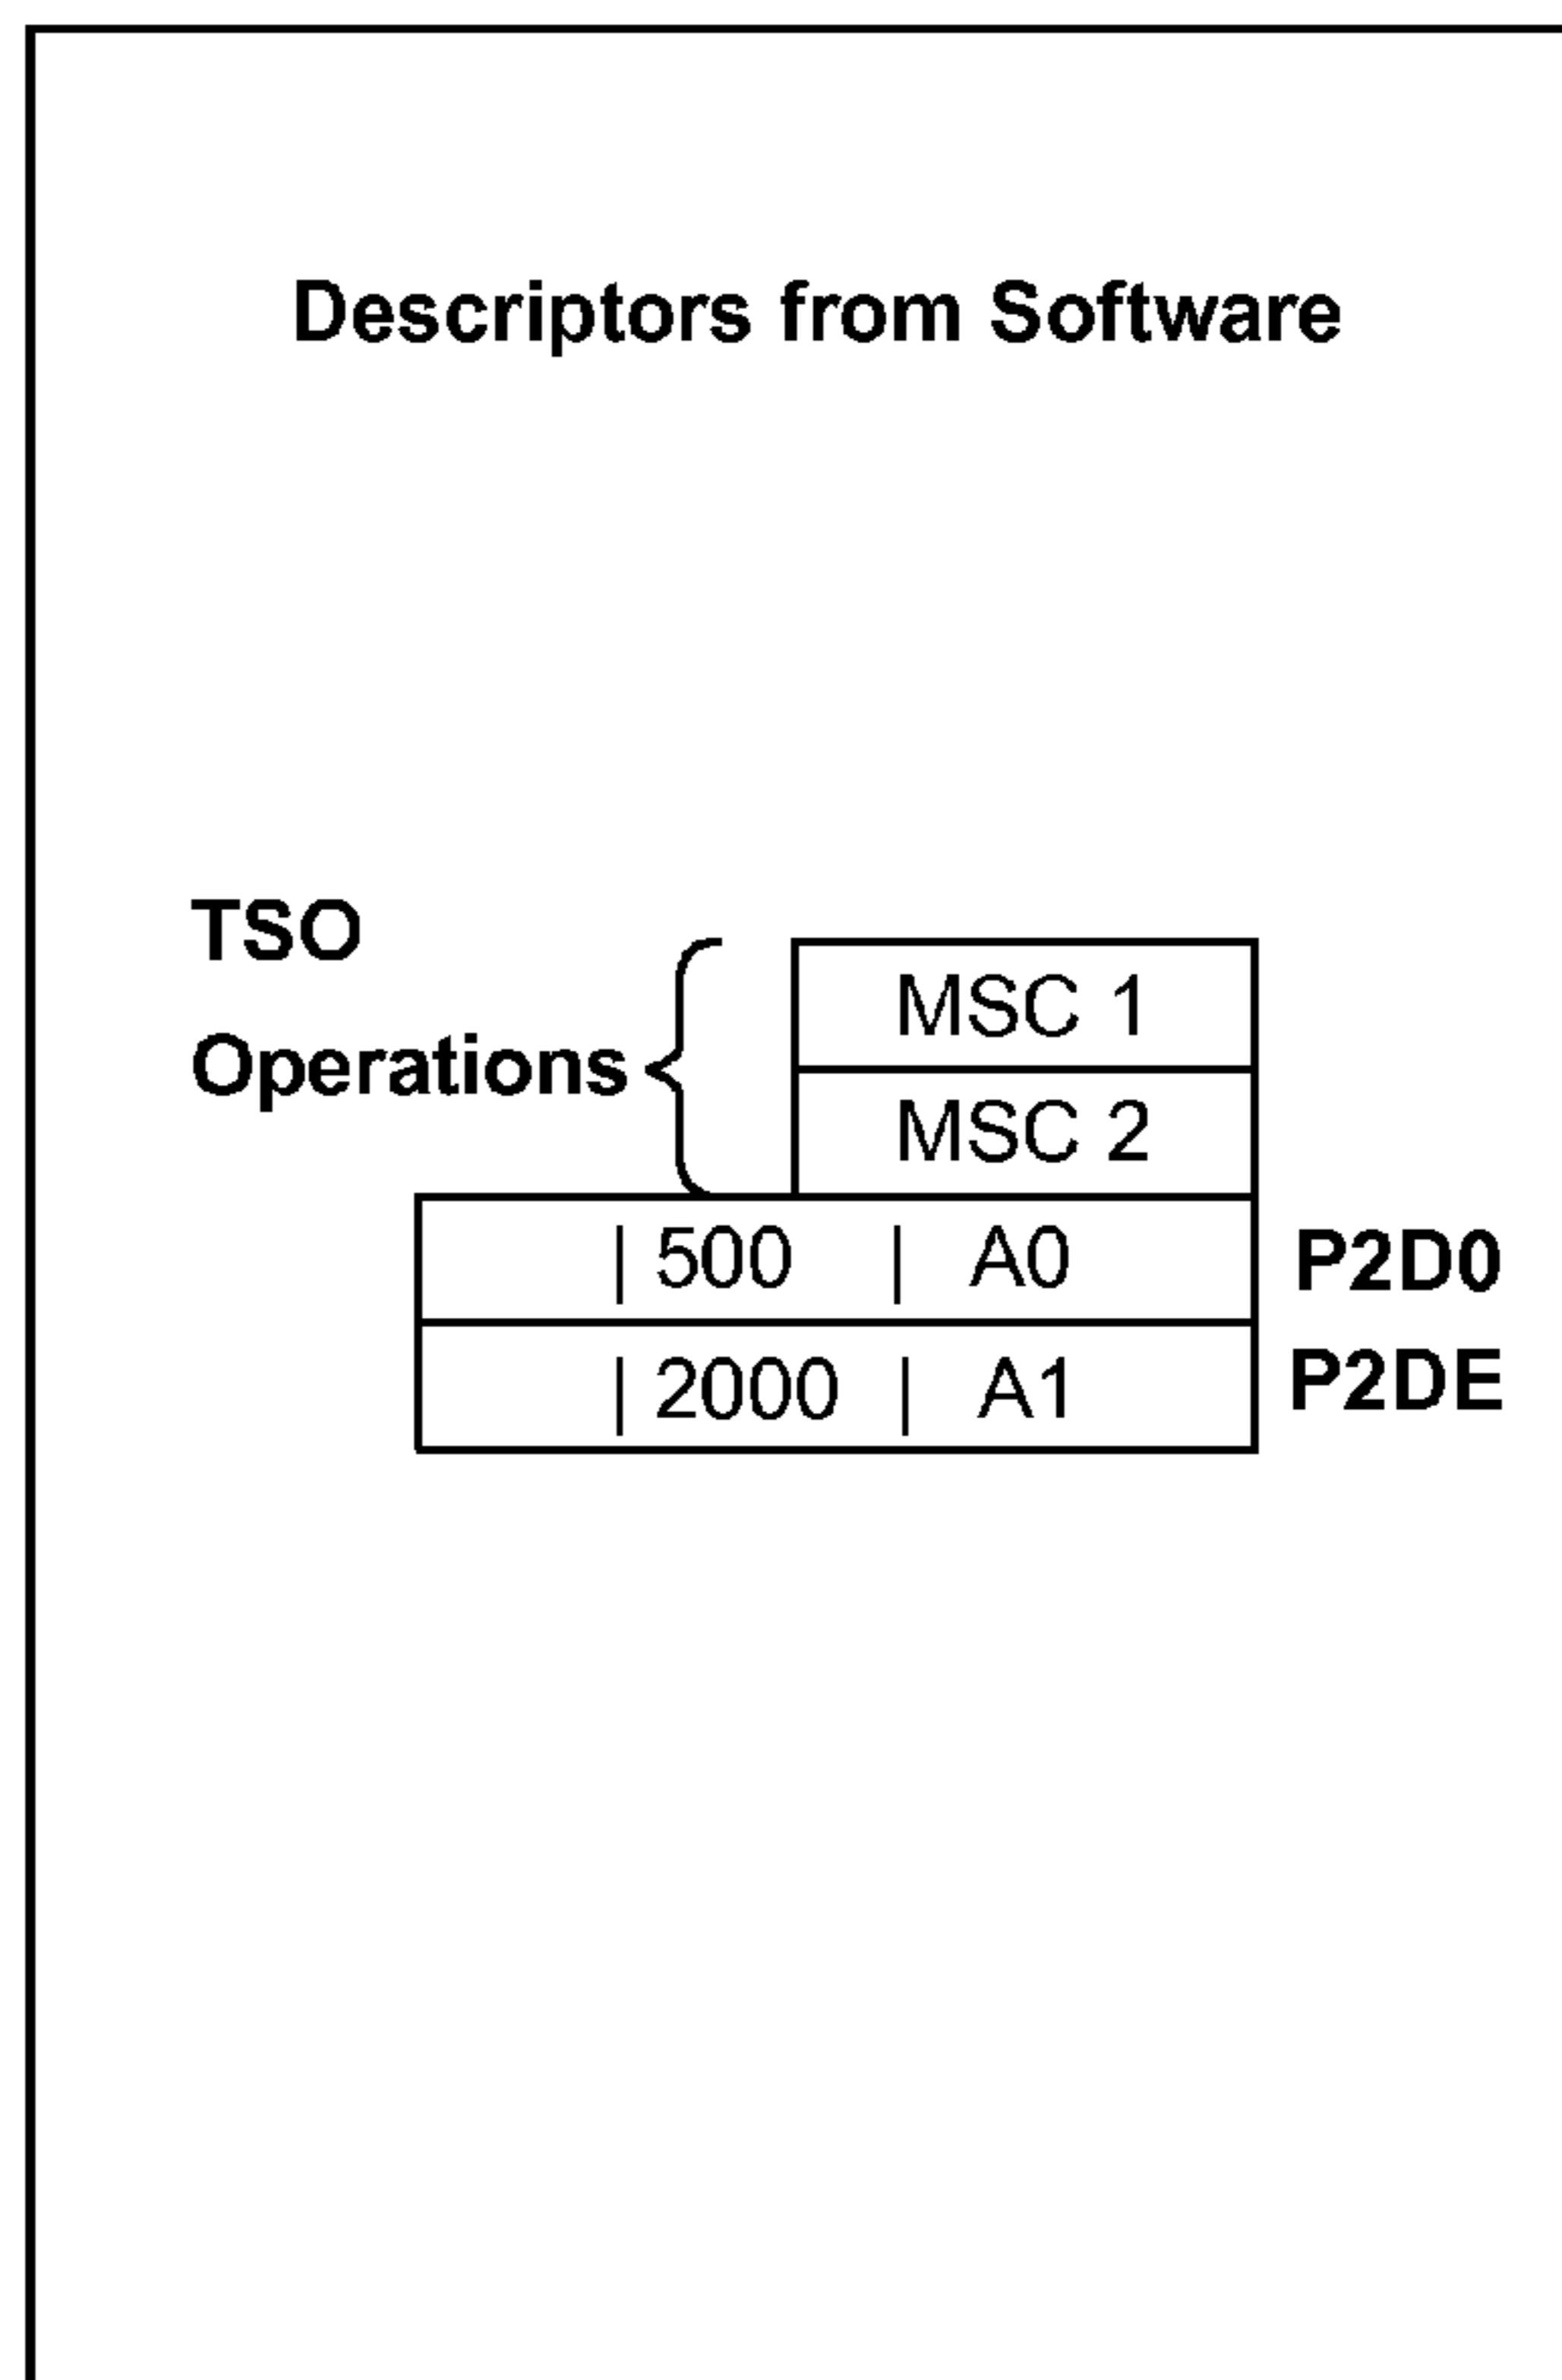 Descriptors from Software
TSO
Operations
MSC 1
MSC 2
| 500 | A0 P2D0
| 2000 | A1 P2DE